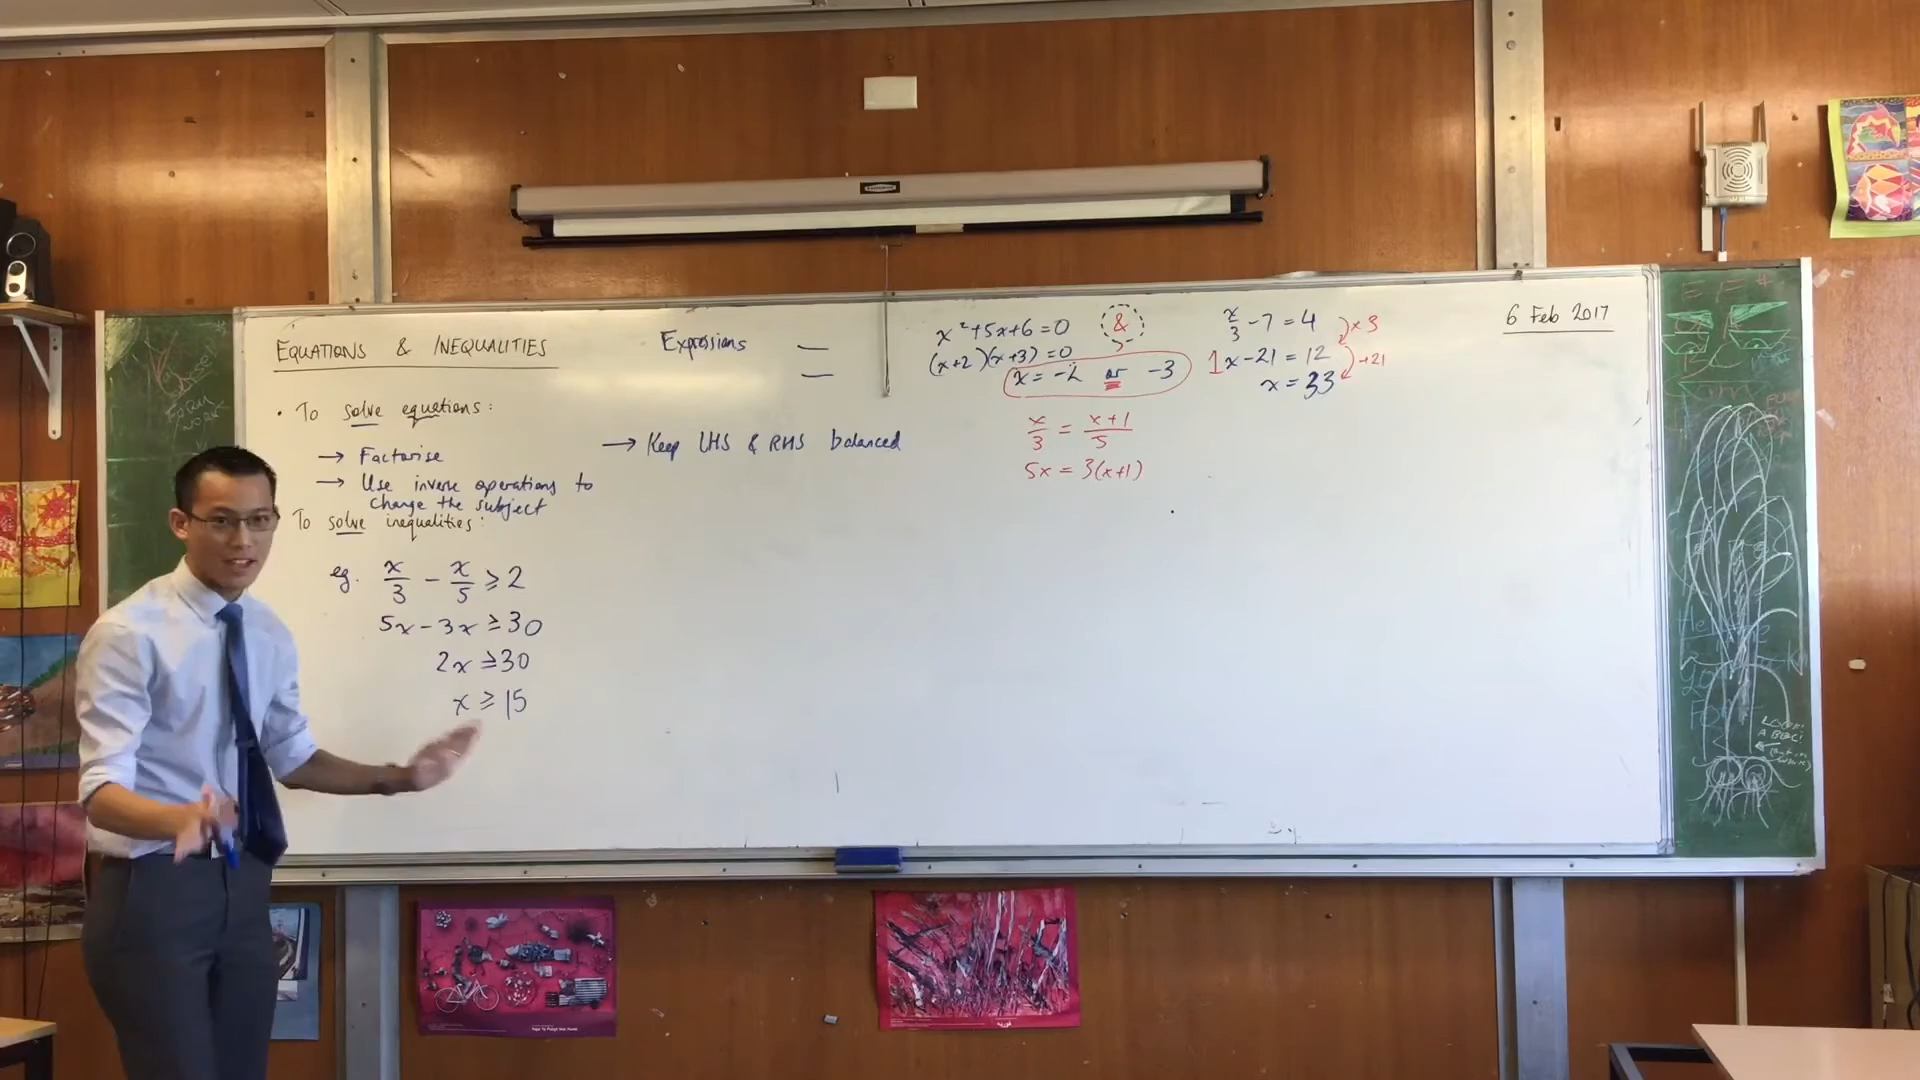 EQUATIONS & INEQUALITIES
• To solve equations:
→ Factorise
→ Use inverse operations to
change the subject
→ Keep LHS & RHS balanced
To solve inequalities:
eg. x/3 - x/5 ≥ 2
5x - 3x ≥ 30
2x ≥ 30
x ≥ 15
Expressions
x² + 5x + 6 = 0
&
(x+2)(x+3) = 0
x = -2 or -3
x/3 = (x+1)/5
5x = 3(x+1)
x/3 - 7 = 4
×3
1x - 21 = 12
+21
x = 33
6 Feb 2017
LOOK!
A BBC!